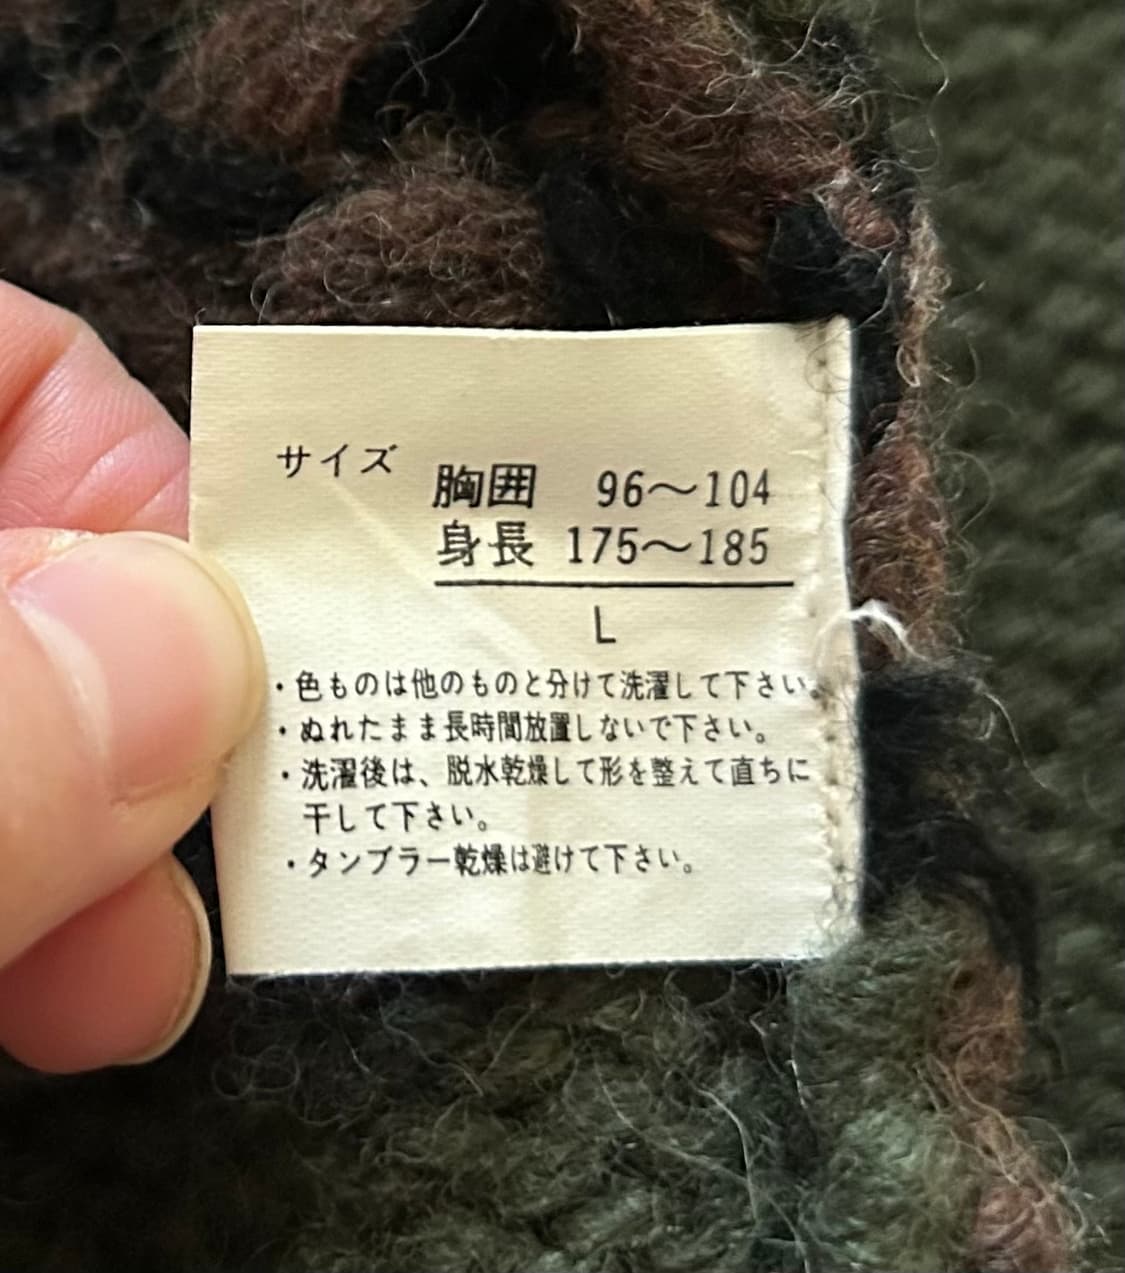 サイズ
胸囲 96〜104
身長 175〜185
L
・色ものは他のものと分けて洗濯して下さい。
・ぬれたまま長時間放置しないで下さい。
・洗濯後は、脱水乾燥して形を整えて直ちに
干して下さい。
・タンブラー乾燥は避けて下さい。